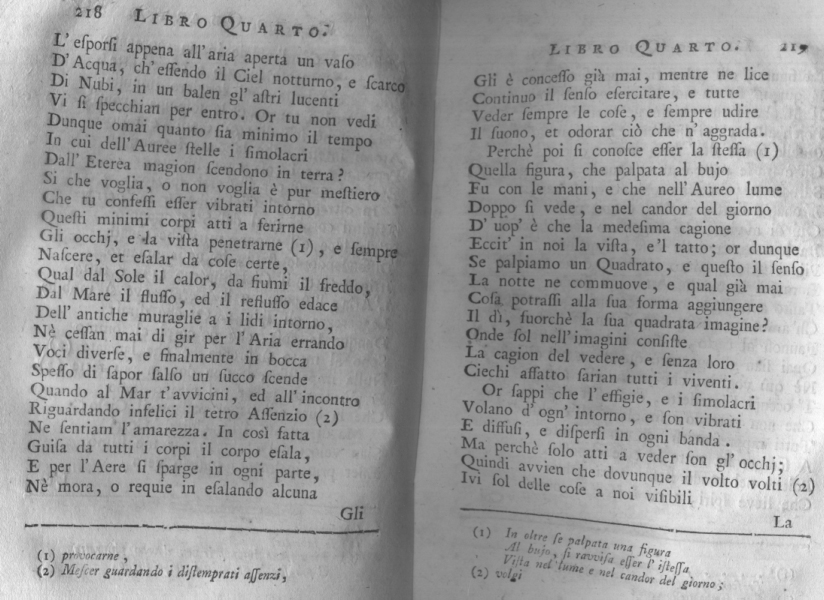 218 LIBRO QUARTO.
L' eſporſi appena all'aria aperta un vaſo
D'Acqua, ch'eſſendo il Ciel notturno, e ſcarco
Di Nubi, in un balen gl'aſtri lucenti
Vi ſi ſpecchian per entro. Or tu non vedi
Dunque omai quanto ſia minimo il tempo
In cui dell'Auree ſtelle i ſimolacri
Dall'Eterea magion ſcendono in terra?
Si che voglia, o non voglia è pur meſtiero
Che tu confeſſi eſſer vibrati intorno
Queſti minimi corpi atti a ferirne
Gli occhj, e la viſta penetrarne (1), e ſempre
Naſcere, et eſalar da coſe certe,
Qual dal Sole il calor, da fiumi il freddo,
Dal Mare il fluſſo, ed il refluſſo edace
Dell'antiche muraglie a i lidi intorno,
Nè ceſſan mai di gir per l'Aria errando
Voci diverſe, e finalmente in bocca
Speſſo di ſapor ſalſo un ſucco ſcende
Quando al Mar t'avvicini, ed all'incontro
Riguardando infelici il tetro Aſſenzio (2)
Ne ſentiam l'amarezza. In così fatta
Guiſa da tutti i corpi il corpo eſala,
E per l'Aere ſi ſparge in ogni parte,
Nè mora, o requie in eſalando alcuna
Gli
(1) provocarne,
(2) Meſcer guardando i diſtemprati aſſenzi,
LIBRO QUARTO. 219
Gli è conceſſo già mai, mentre ne lice
Continuo il ſenſo eſercitare, e tutte
Veder ſempre le coſe, e ſempre udire
Il ſuono, et odorar ciò che n'aggrada.
Perchè poi ſi conoſce eſſer la ſteſſa (1)
Quella figura, che palpata al bujo
Fu con le mani, e che nell'Aureo lume
Doppo ſi vede, e nel candor del giorno
D' uop' è che la medeſima cagione
Eccit' in noi la viſta, e'l tatto; or dunque
Se palpiamo un Quadrato, e queſto il ſenſo
La notte ne commuove, e qual già mai
Coſa potraſſi alla ſua forma aggiungere
Il dì, fuorchè la ſua quadrata imagine?
Onde ſol nell'imagini conſiſte
La cagion del vedere, e ſenza loro
Ciechi affatto ſarian tutti i viventi.
Or ſappi che l'effigie, e i ſimolacri
Volano d'ogn'intorno, e ſon vibrati
E diffuſi, e diſperſi in ogni banda.
Ma perchè ſolo atti a veder ſon gl'occhj;
Quindi avvien che dovunque il volto volti (2)
Ivi ſol delle coſe a noi viſibili
La
(1) In oltre ſe palpata una figura
Al bujo, ſi ravviſa eſſer l'iſteſſa
Viſta nel lume e nel candor del giorno;
(2) volgi